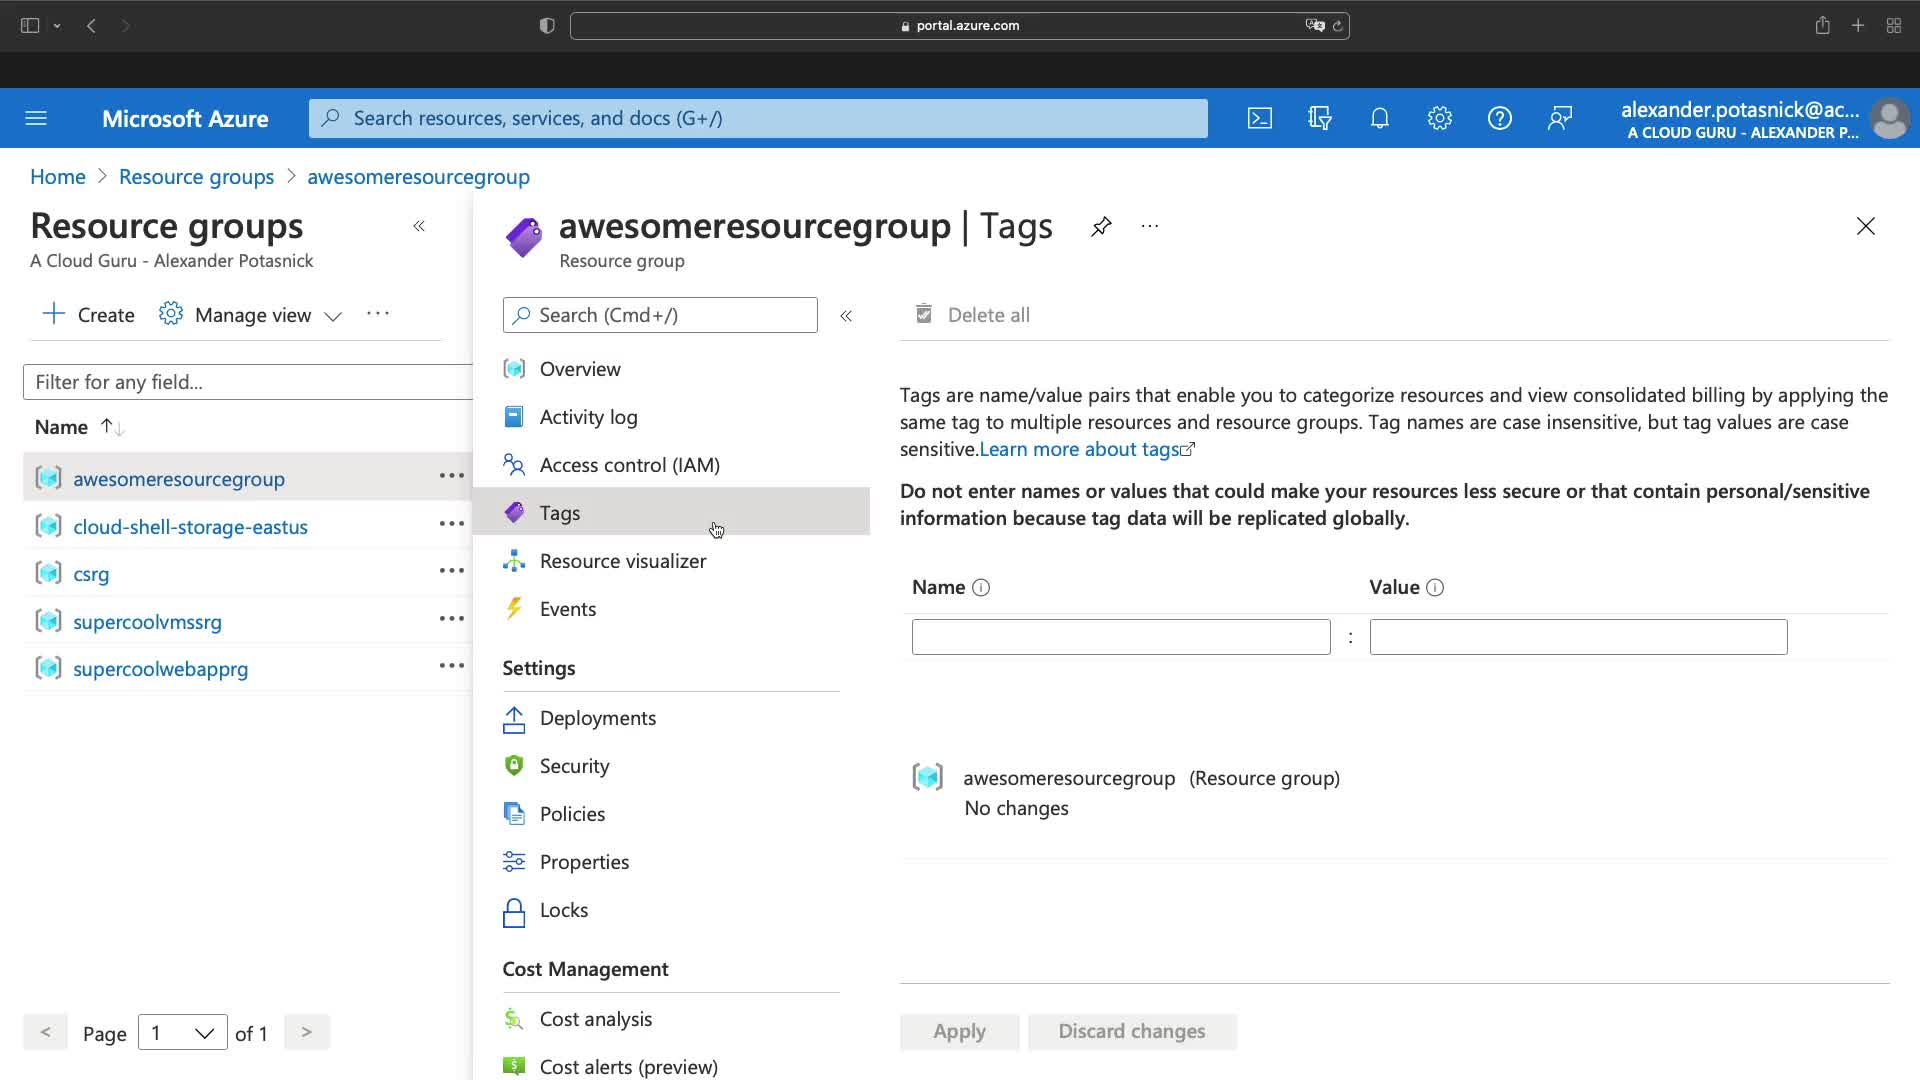 portal.azure.com
Microsoft Azure
Search resources, services, and docs (G+/)
alexander.potasnick@ac...
A CLOUD GURU - ALEXANDER P...
Home > Resource groups > awesomeresourcegroup
Resource groups
A Cloud Guru - Alexander Potasnick
Create
Manage view
Filter for any field...
Name
awesomeresourcegroup
cloud-shell-storage-eastus
csrg
supercoolvmssrg
supercoolwebapprg
< Page 1 of 1 >
awesomeresourcegroup | Tags
Resource group
Search (Cmd+/)
Overview
Activity log
Access control (IAM)
Tags
Resource visualizer
Events
Settings
Deployments
Security
Policies
Properties
Locks
Cost Management
Cost analysis
Cost alerts (preview)
Delete all
Tags are name/value pairs that enable you to categorize resources and view consolidated billing by applying the
same tag to multiple resources and resource groups. Tag names are case insensitive, but tag values are case
sensitive.Learn more about tags
Do not enter names or values that could make your resources less secure or that contain personal/sensitive
information because tag data will be replicated globally.
Name Value
:
awesomeresourcegroup (Resource group)
No changes
Apply Discard changes